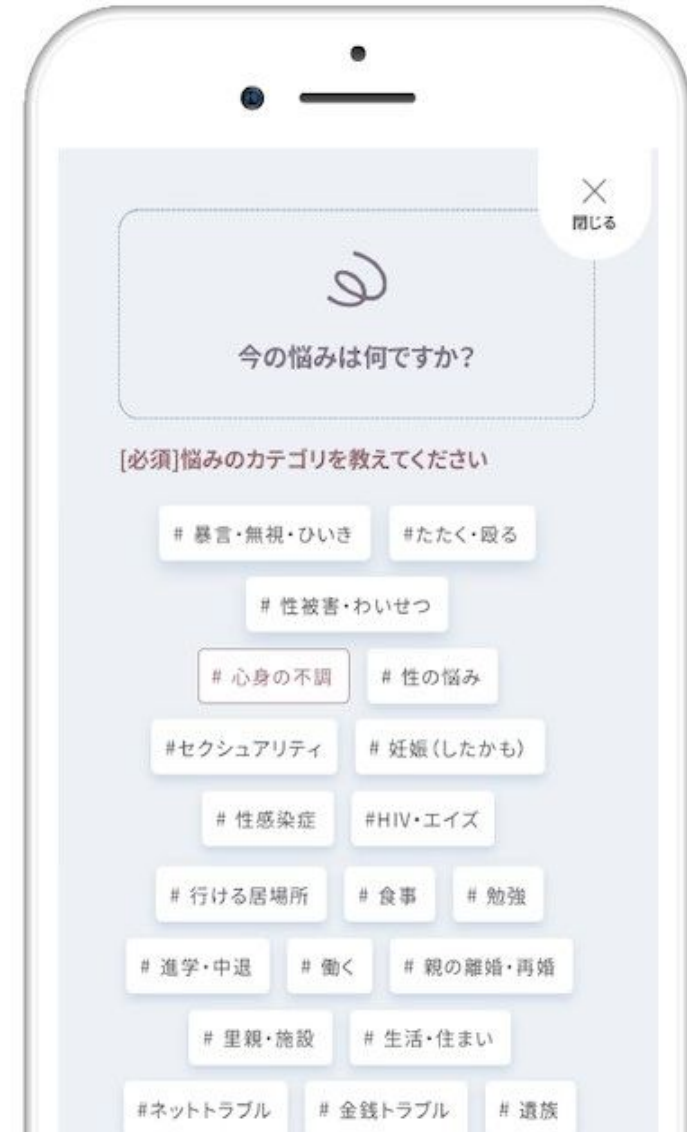 閉じる
今の悩みは何ですか?
[必須]悩みのカテゴリを教えてください
# 暴言・無視・ひいき #たたく・殴る
# 性被害・わいせつ
# 心身の不調 # 性の悩み
#セクシュアリティ # 妊娠(したかも)
# 性感染症 #HIV・エイズ
# 行ける居場所 # 食事 # 勉強
# 進学・中退 # 働く # 親の離婚・再婚
# 里親・施設 # 生活・住まい
#ネットトラブル # 金銭トラブル # 遺族